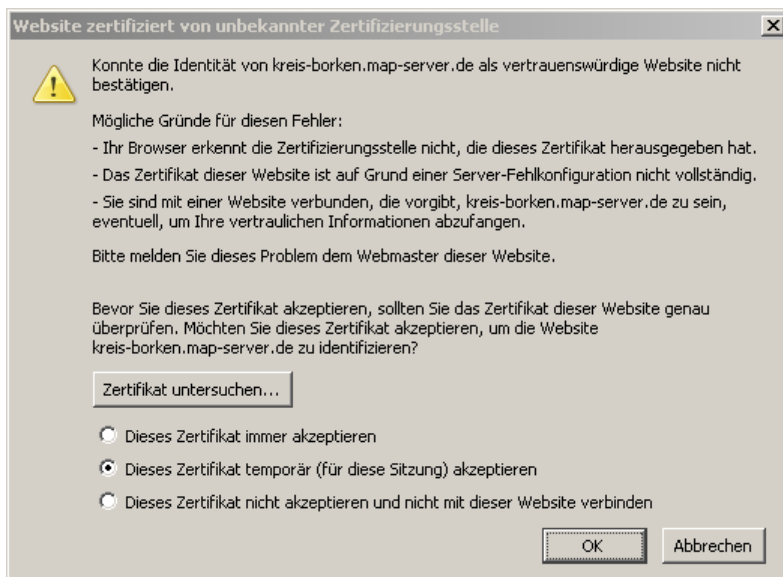 Website zertifiziert von unbekannter Zertifizierungsstelle
Konnte die Identität von kreis-borken.map-server.de als vertrauenswürdige Website nicht
bestätigen.
Mögliche Gründe für diesen Fehler:
- Ihr Browser erkennt die Zertifizierungsstelle nicht, die dieses Zertifikat herausgegeben hat.
- Das Zertifikat dieser Website ist auf Grund einer Server-Fehlkonfiguration nicht vollständig.
- Sie sind mit einer Website verbunden, die vorgibt, kreis-borken.map-server.de zu sein,
eventuell, um Ihre vertraulichen Informationen abzufangen.
Bitte melden Sie dieses Problem dem Webmaster dieser Website.
Bevor Sie dieses Zertifikat akzeptieren, sollten Sie das Zertifikat dieser Website genau
überprüfen. Möchten Sie dieses Zertifikat akzeptieren, um die Website
kreis-borken.map-server.de zu identifizieren?
Zertifikat untersuchen...
Dieses Zertifikat immer akzeptieren
Dieses Zertifikat temporär (für diese Sitzung) akzeptieren
Dieses Zertifikat nicht akzeptieren und nicht mit dieser Website verbinden
OK Abbrechen